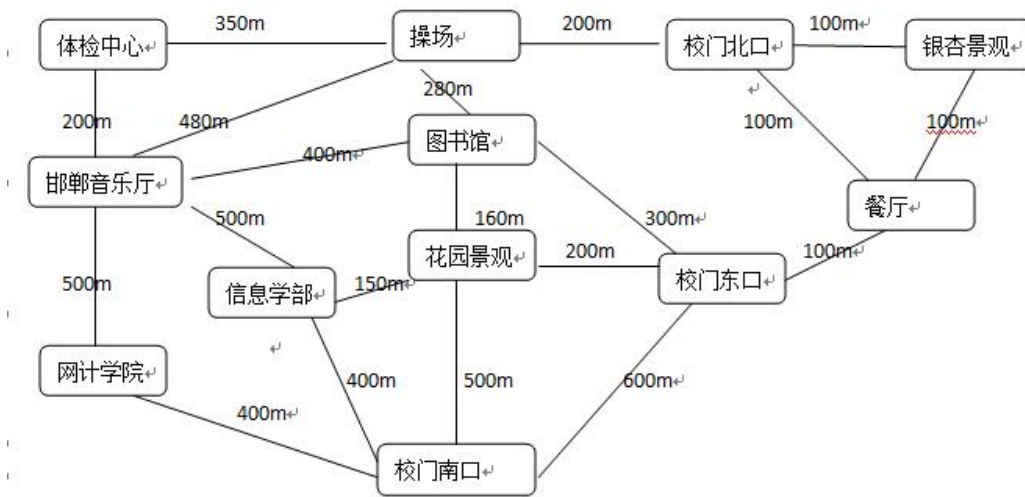 350m
200m
100m
体检中心↵
操场↵
校门北口↵
银杏景观↵
↵
280m
200m
480m
100m
100m↵
图书馆↵
400m↵
邯郸音乐厅↵
餐厅↵
500m
160m
300m↵
花园景观↵
200m
100m↵
500m
信息学部↵
150m↵
校门东口↵
↵
网计学院↵
400m
500m
600m↵
400m↵
校门南口↵